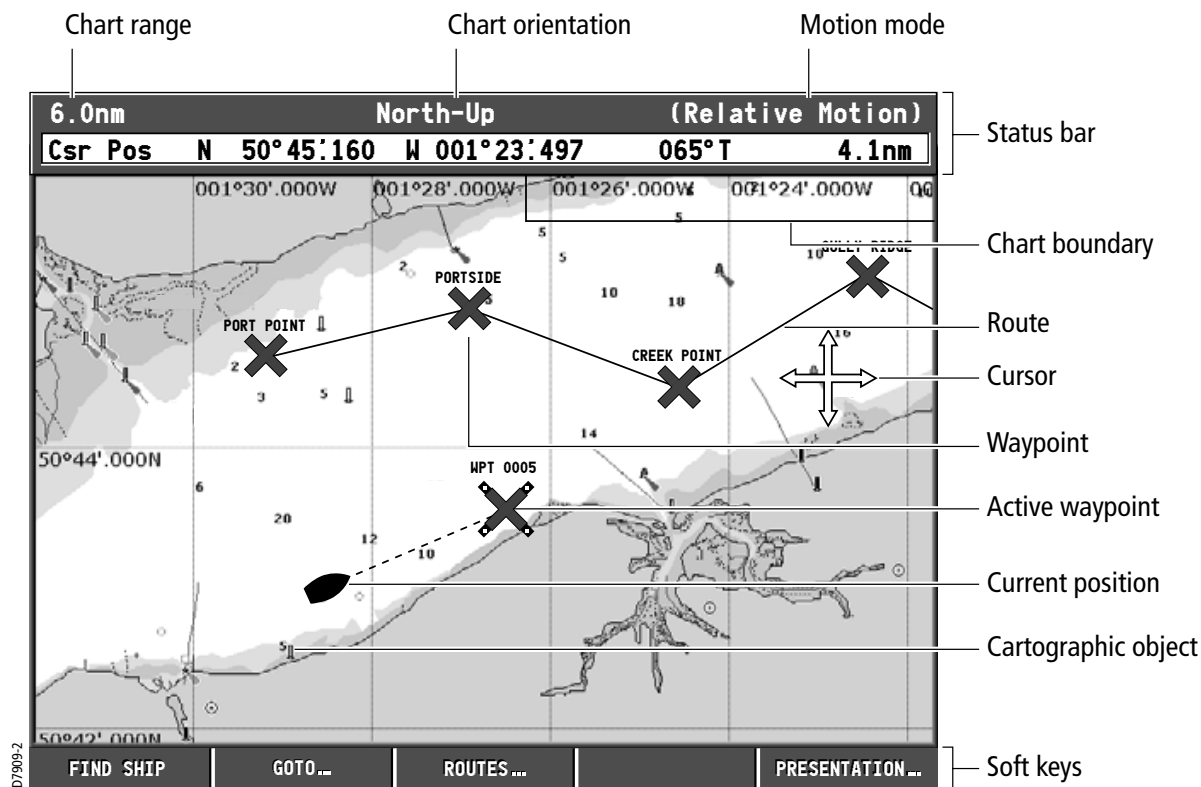 Chart range Chart orientation Motion mode
6.0nm North-Up (Relative Motion)
Csr Pos N 50°45'.160 W 001°23'.497 065°T 4.1nm
Status bar
001°30'.000W 001°28'.000W 001°26'.000W 001°24'.000W
5
5
5
Chart boundary
GULLY RIDGE
10
2
A
PORTSIDE
10
18
Route
PORT POINT
16
CREEK POINT
2
Cursor
3
5
14
Waypoint
50°44'.000N
WPT 0005
A
6
Active waypoint
20
12
10
Current position
5
Cartographic object
50°42'.000N
FIND SHIP GOTO... ROUTES... PRESENTATION...
Soft keys
D7909-2